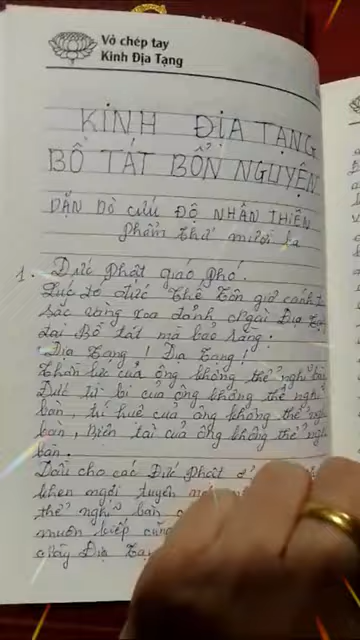 Vở chép tay
Kinh Địa Tạng
KINH ĐỊA TẠNG
BỒ TÁT BỔN NGUYỆN
DẶN DÒ CỨU ĐỘ NHÂN THIÊN
Phẩm thứ mười ba
1. Đức Phật giáo phó.
Lúc đó đức Thế Tôn giơ cánh
sắc vàng xoa đảnh ngài Địa Tạng
đại Bồ tát mà bảo rằng:
Địa Tạng! Địa Tạng!
Thần lực của ông không thể nghĩ bàn
Đức từ bi của ông không thể nghĩ
bàn, trí huệ của ông không thể nghĩ
bàn, biện tài của ông không thể nghĩ
bàn.
Dầu cho các Đức Phật
khen ngợi tuyên
thể nghĩ bàn
muôn kiếp cũng
Địa